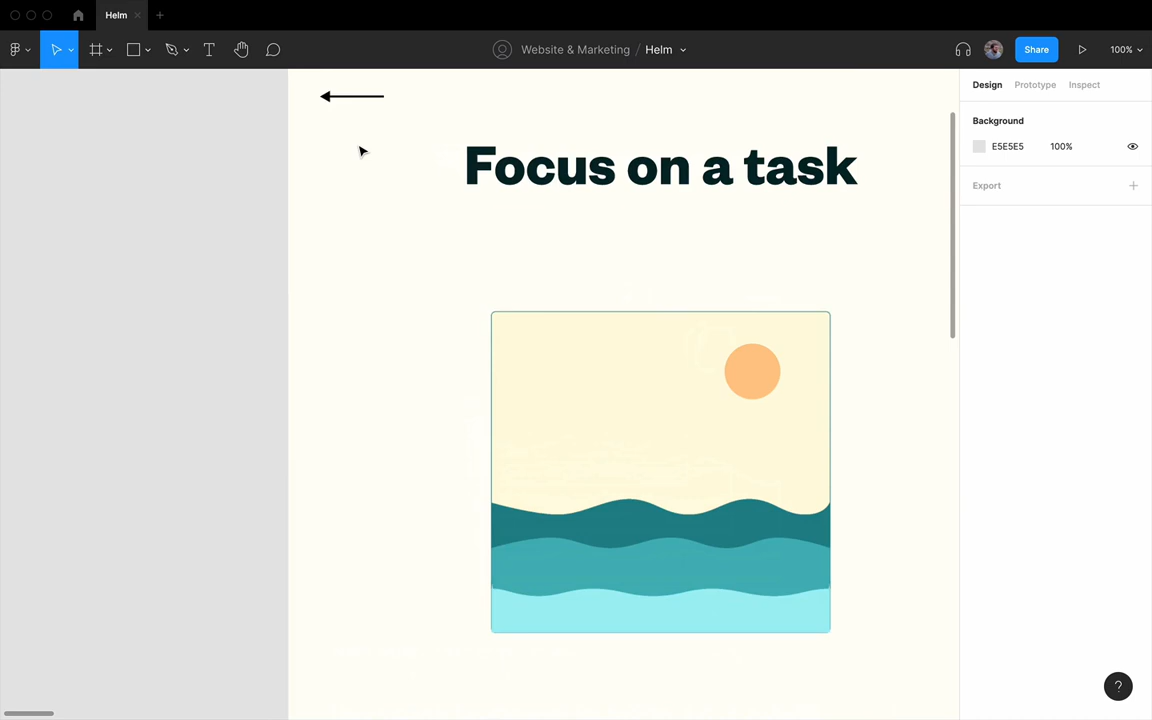 Helm
Website & Marketing / Helm
Share
100%
Design Prototype Inspect
Background
E5E5E5 100%
Export
Focus on a task
?